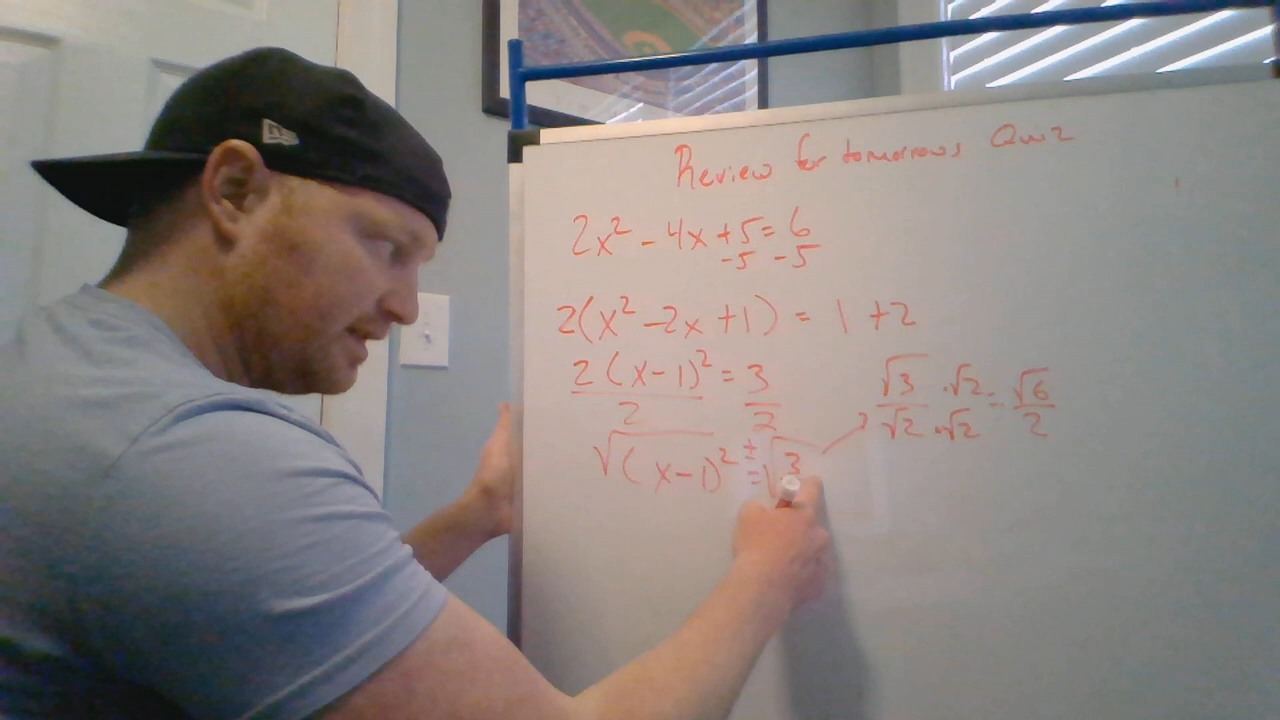 Review for tomorrows Quiz
2x² - 4x + 5 = 6
-5 -5
2(x² - 2x + 1) = 1 + 2
2(x-1)² = 3
2 2
√(x-1)² = ±√3
√3/√2 · √2/√2 = √6/2